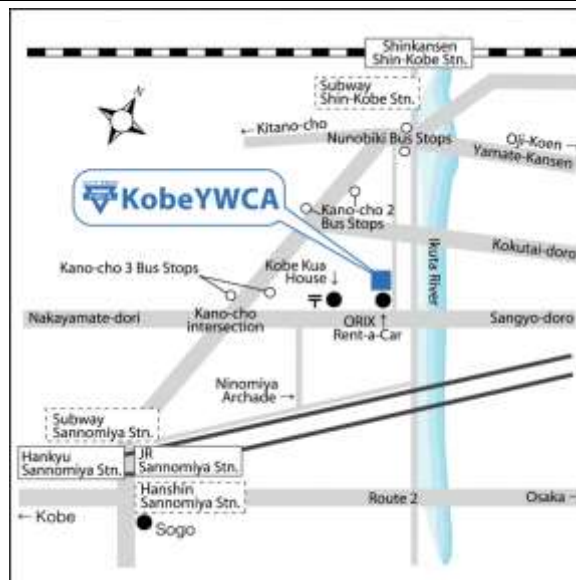 Shinkansen
Shin-Kobe Stn.
Subway
Shin-Kobe Stn.
N
← Kitano-cho
Nunobiki Bus Stops
Oji-Koen →
Yamate-Kansen
KobeYWCA
Kano-cho 2
Bus Stops
Kokutai-doro
Ikuta River
Kano-cho 3 Bus Stops
Kobe Kua
House ↓
〒
Kano-cho
intersection
Nakayamate-dori
Sangyo-doro
ORIX ↑
Rent-a-Car
Ninomiya
Archade →
Subway
Sannomiya Stn.
Hankyu
Sannomiya Stn.
JR
Sannomiya Stn.
Hanshin
Sannomiya Stn.
Route 2
Osaka →
← Kobe
Sogo